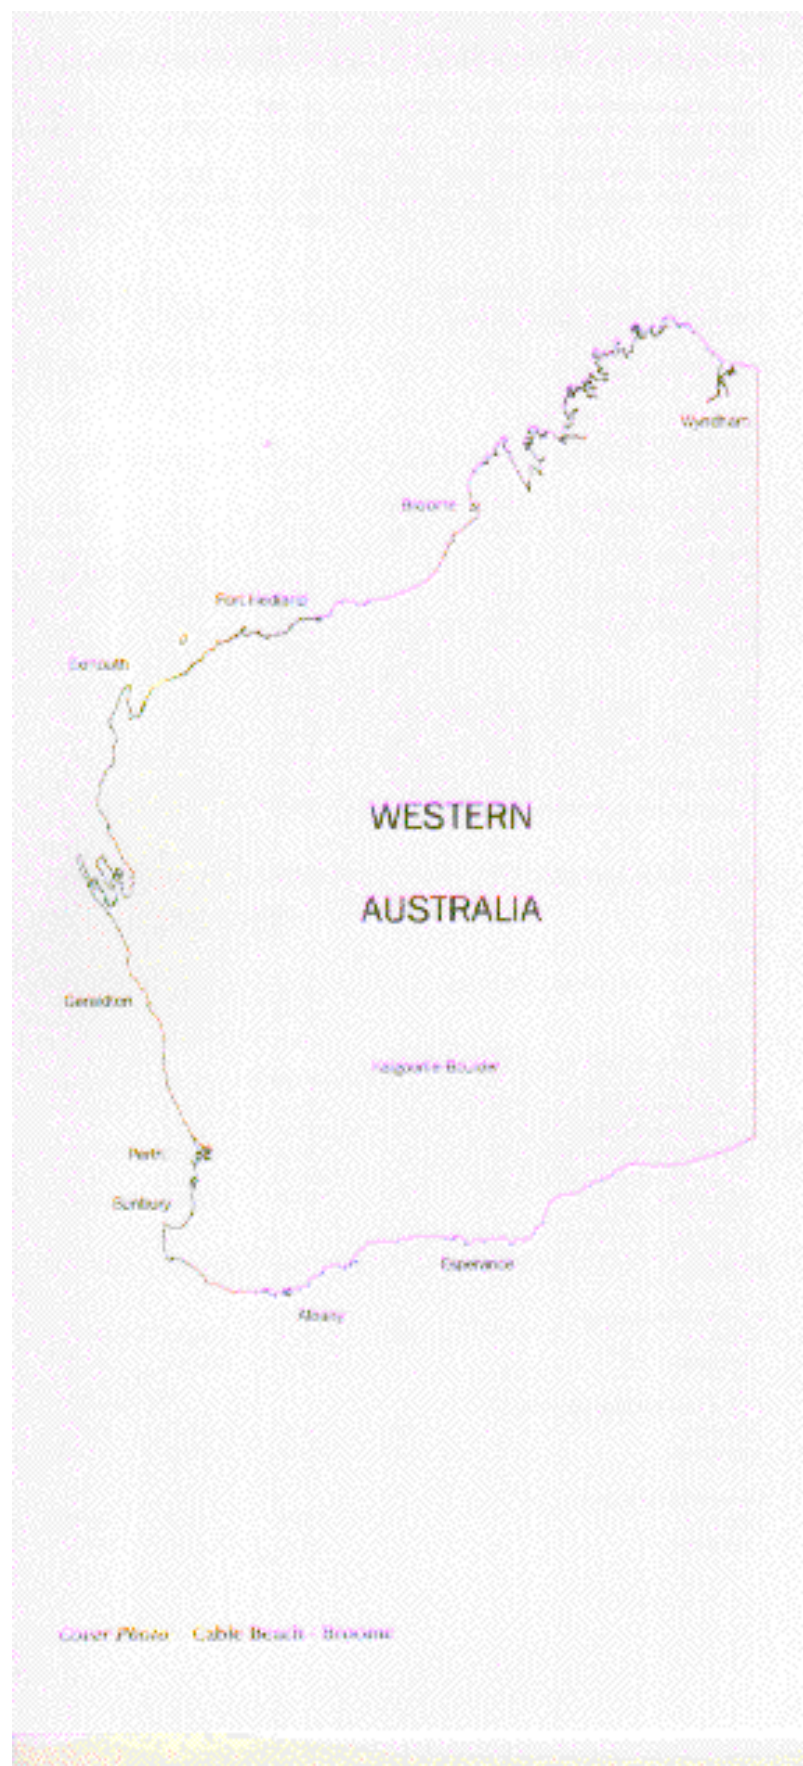 Wyndham
Broome
Port Hedland
Exmouth
WESTERN
AUSTRALIA
Geraldton
Kalgoorlie-Boulder
Perth
Bunbury
Esperance
Albany
Cover Photo Cable Beach - Broome